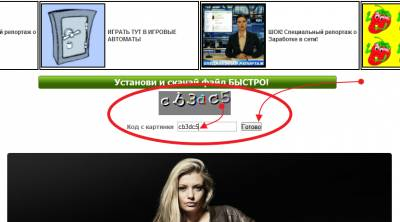 й репортаж о
ИГРАТЬ ТУТ В ИГРОВЫЕ
АВТОМАТЫ
ШОК! Специальный репортаж о
Заработке в сети!
Установи и скачай файл БЫСТРО!
cb3dc5
Код с картинки cb3dc5 Готово